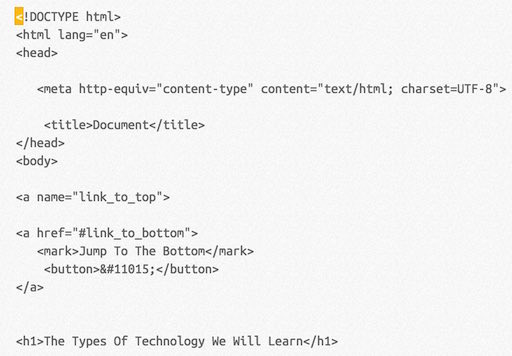 <!DOCTYPE html>
<html lang="en">
<head>
<meta http-equiv="content-type" content="text/html; charset=UTF-8">
<title>Document</title>
</head>
<body>
<a name="link_to_top">
<a href="#link_to_bottom">
<mark>Jump To The Bottom</mark>
<button>&#11015;</button>
</a>
<h1>The Types Of Technology We Will Learn</h1>